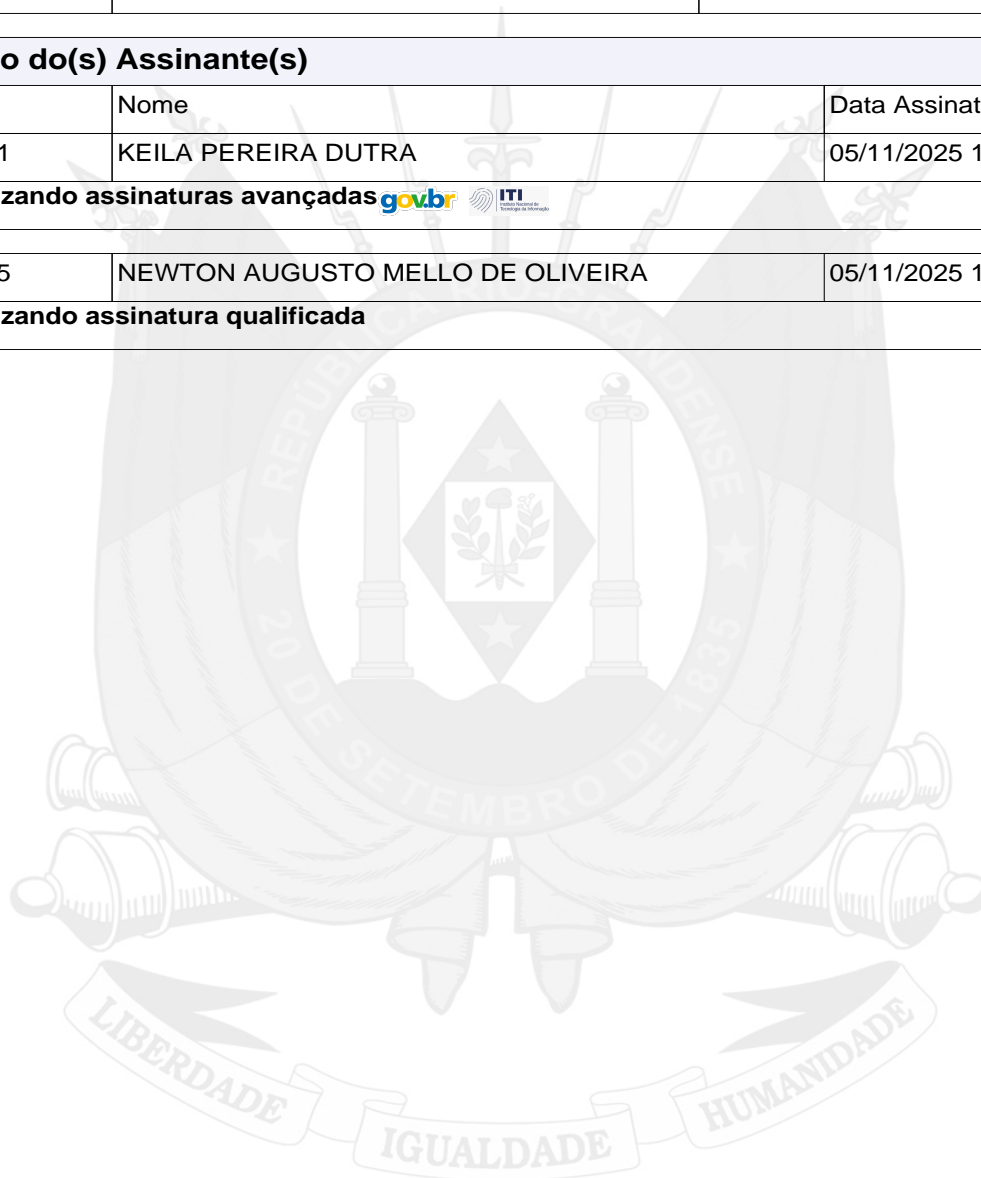 o do(s) Assinante(s)
Nome Data Assinat
1 KEILA PEREIRA DUTRA 05/11/2025 1
zando assinaturas avançadas gov.br ITI
5 NEWTON AUGUSTO MELLO DE OLIVEIRA 05/11/2025 1
zando assinatura qualificada
REPÚBLICA RIO-GRANDENSE
20 DE SETEMBRO DE 1835
LIBERDADE IGUALDADE HUMANIDADE